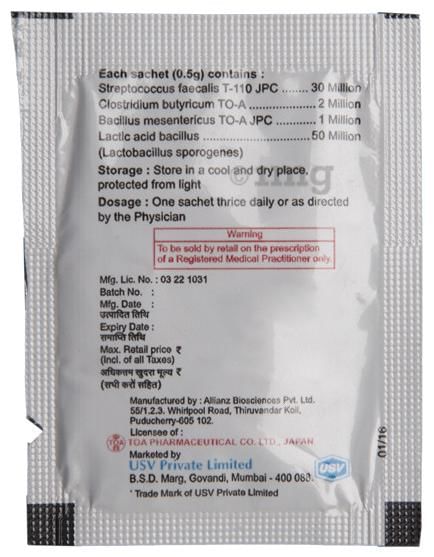 Each sachet (0.5g) contains :
Streptococcus faecalis T-110 JPC ........ 30 Million
Clostridium butyricum TO-A .................... 2 Million
Bacillus mesentericus TO-A JPC ............ 1 Million
Lactic acid bacillus ................................. 50 Million
(Lactobacillus sporogenes)
Storage : Store in a cool and dry place.
protected from light
Dosage : One sachet thrice daily or as directed
by the Physician
Warning
To be sold by retail on the prescription
of a Registered Medical Practitioner only.
Mfg. Lic. No. : 03 22 1031
Batch No. :
Mfg. Date :
उत्पादित तिथि
Expiry Date :
समाप्ति तिथि
Max. Retail price ₹
(Incl. of all Taxes)
अधिकतम खुदरा मूल्य ₹
(सभी करों सहित)
Manufactured by : Allianz Biosciences Pvt. Ltd.
55/1.2.3. Whirlpool Road, Thiruvandar Koil,
Puducherry-605 102.
Licensee of :
TOA TOA PHARMACEUTICAL CO. LTD., JAPAN
Marketed by
USV Private Limited
B.S.D. Marg, Govandi, Mumbai - 400 088.
* Trade Mark of USV Private Limited
USV
01/16